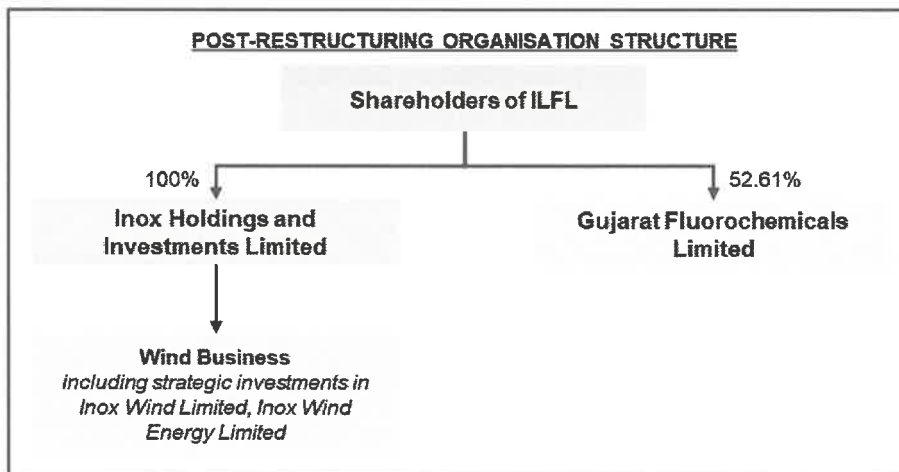 POST-RESTRUCTURING ORGANISATION STRUCTURE
Shareholders of ILFL
100%
52.61%
Inox Holdings and
Investments Limited
Gujarat Fluorochemicals
Limited
Wind Business
including strategic investments in
Inox Wind Limited, Inox Wind
Energy Limited